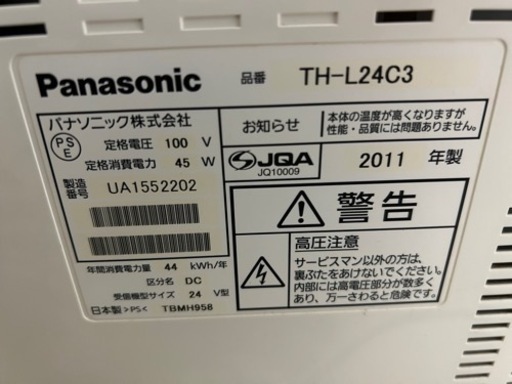 Panasonic 品番 TH-L24C3
パナソニック株式会社
PS
E
定格電圧 100 V
定格消費電力 45 W
製造
番号 UA1552202
年間消費電力量 44 kWh/年
区分名 DC
受信機型サイズ 24 V型
日本製 >PS< TBMH958
お知らせ
本体の温度が高くなりますが
性能・品質には問題ありません。
JQA
JQ10009
2011 年製
警告
高圧注意
サービスマン以外の方は、
裏ぶたをあけないでください。
内部には高電圧部分が数多く
あり、万一さわると危険です。